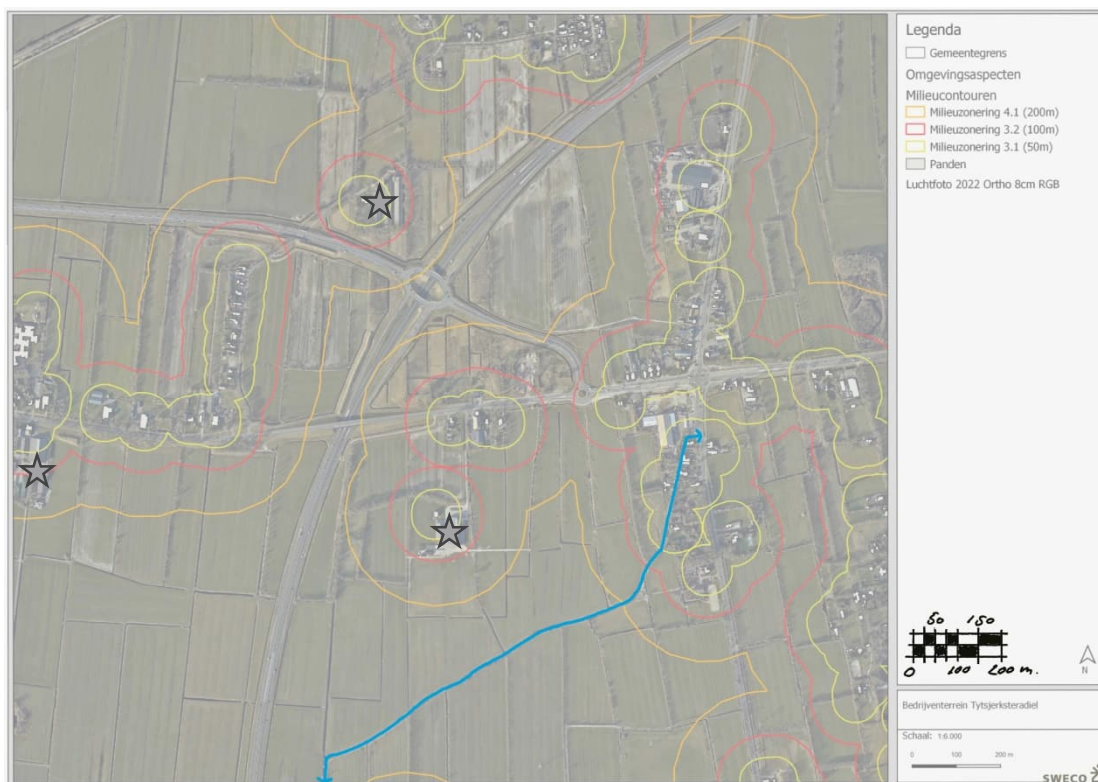 Legenda
Gemeentegrens
Omgevingsaspecten
Milieucontouren
Milieuzonering 4.1 (200m)
Milieuzonering 3.2 (100m)
Milieuzonering 3.1 (50m)
Panden
Luchtfoto 2022 Ortho 8cm RGB
50 150
0 100 200 m.
N
Bedrijventerrein Tytsjerksteradiel
Schaal: 1:6.000
0 100 200 m
SWECO